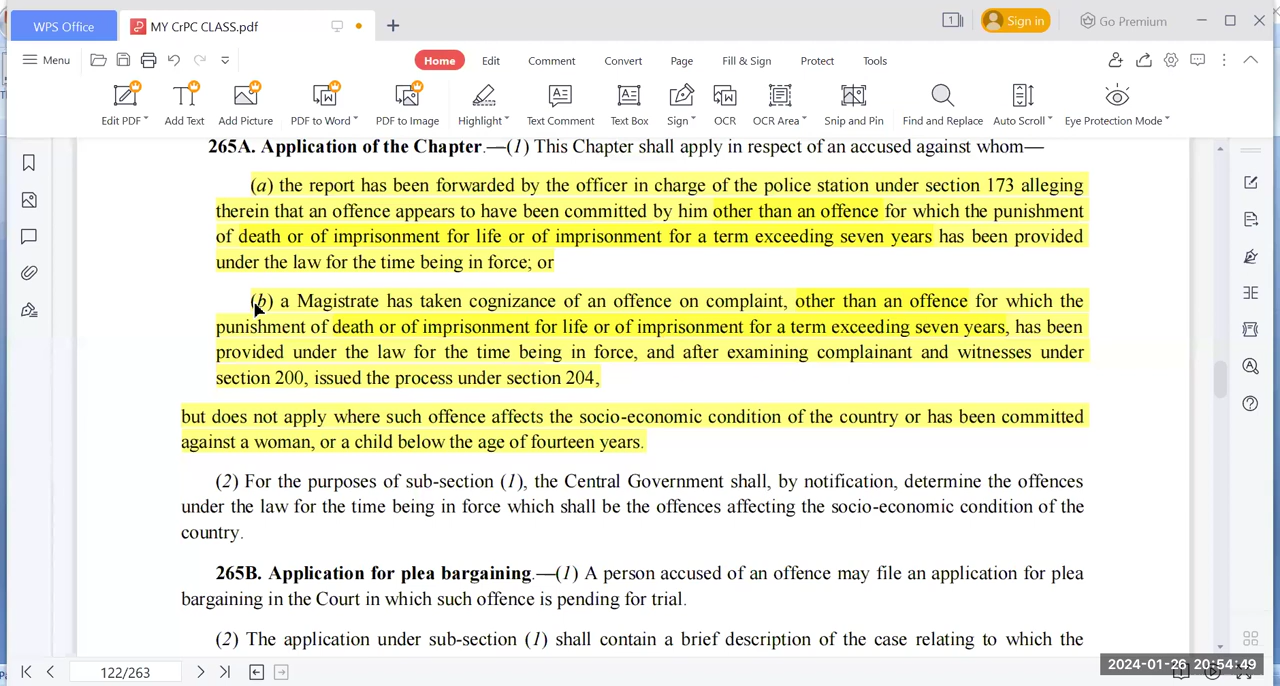 WPS Office
MY CrPC CLASS.pdf
Sign in
Go Premium
Menu
Home Edit Comment Convert Page Fill & Sign Protect Tools
Edit PDF Add Text Add Picture PDF to Word PDF to Image Highlight Text Comment Text Box Sign OCR OCR Area Snip and Pin Find and Replace Auto Scroll Eye Protection Mode
265A. Application of the Chapter.—(1) This Chapter shall apply in respect of an accused against whom—
(a) the report has been forwarded by the officer in charge of the police station under section 173 alleging
therein that an offence appears to have been committed by him other than an offence for which the punishment
of death or of imprisonment for life or of imprisonment for a term exceeding seven years has been provided
under the law for the time being in force; or
(b) a Magistrate has taken cognizance of an offence on complaint, other than an offence for which the
punishment of death or of imprisonment for life or of imprisonment for a term exceeding seven years, has been
provided under the law for the time being in force, and after examining complainant and witnesses under
section 200, issued the process under section 204,
but does not apply where such offence affects the socio-economic condition of the country or has been committed
against a woman, or a child below the age of fourteen years.
(2) For the purposes of sub-section (1), the Central Government shall, by notification, determine the offences
under the law for the time being in force which shall be the offences affecting the socio-economic condition of the
country.
265B. Application for plea bargaining.—(1) A person accused of an offence may file an application for plea
bargaining in the Court in which such offence is pending for trial.
(2) The application under sub-section (1) shall contain a brief description of the case relating to which the
122/263
2024-01-26 20:54:49